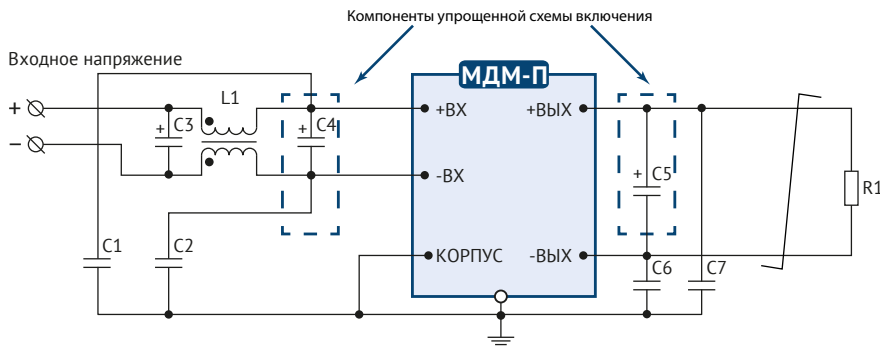 Компоненты упрощенной схемы включения
Входное напряжение
МДМ-П
L1
+
+ C3
+ C4
+ВХ
+ВЫХ
−
-ВХ
+ C5
R1
C1
C2
КОРПУС
-ВЫХ
C6
C7